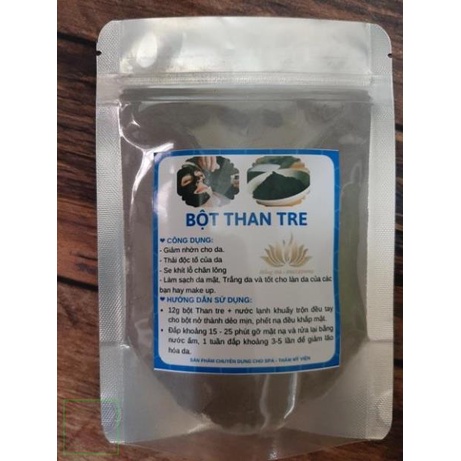 BỘT THAN TRE
❤ CÔNG DỤNG:
- Giảm nhờn cho da.
- Thải độc tố của da
- Se khít lỗ chân lông
- Làm sạch da mặt, Trắng da và tốt cho làn da của các
bạn hay make up.
❤ HƯỚNG DẪN SỬ DỤNG:
• 12g bột Than tre + nước lạnh khuấy trộn đều tay
cho bột nở thành dẻo mịn, phết nạ đều khắp mặt.
• Đắp khoảng 15 - 25 phút gỡ mặt nạ và rửa lại bằng
nước ấm, 1 tuần đắp khoảng 3-5 lần để giảm lão
hóa da.
SẢN PHẨM CHUYÊN DỤNG CHO SPA - THẨM MỸ VIỆN